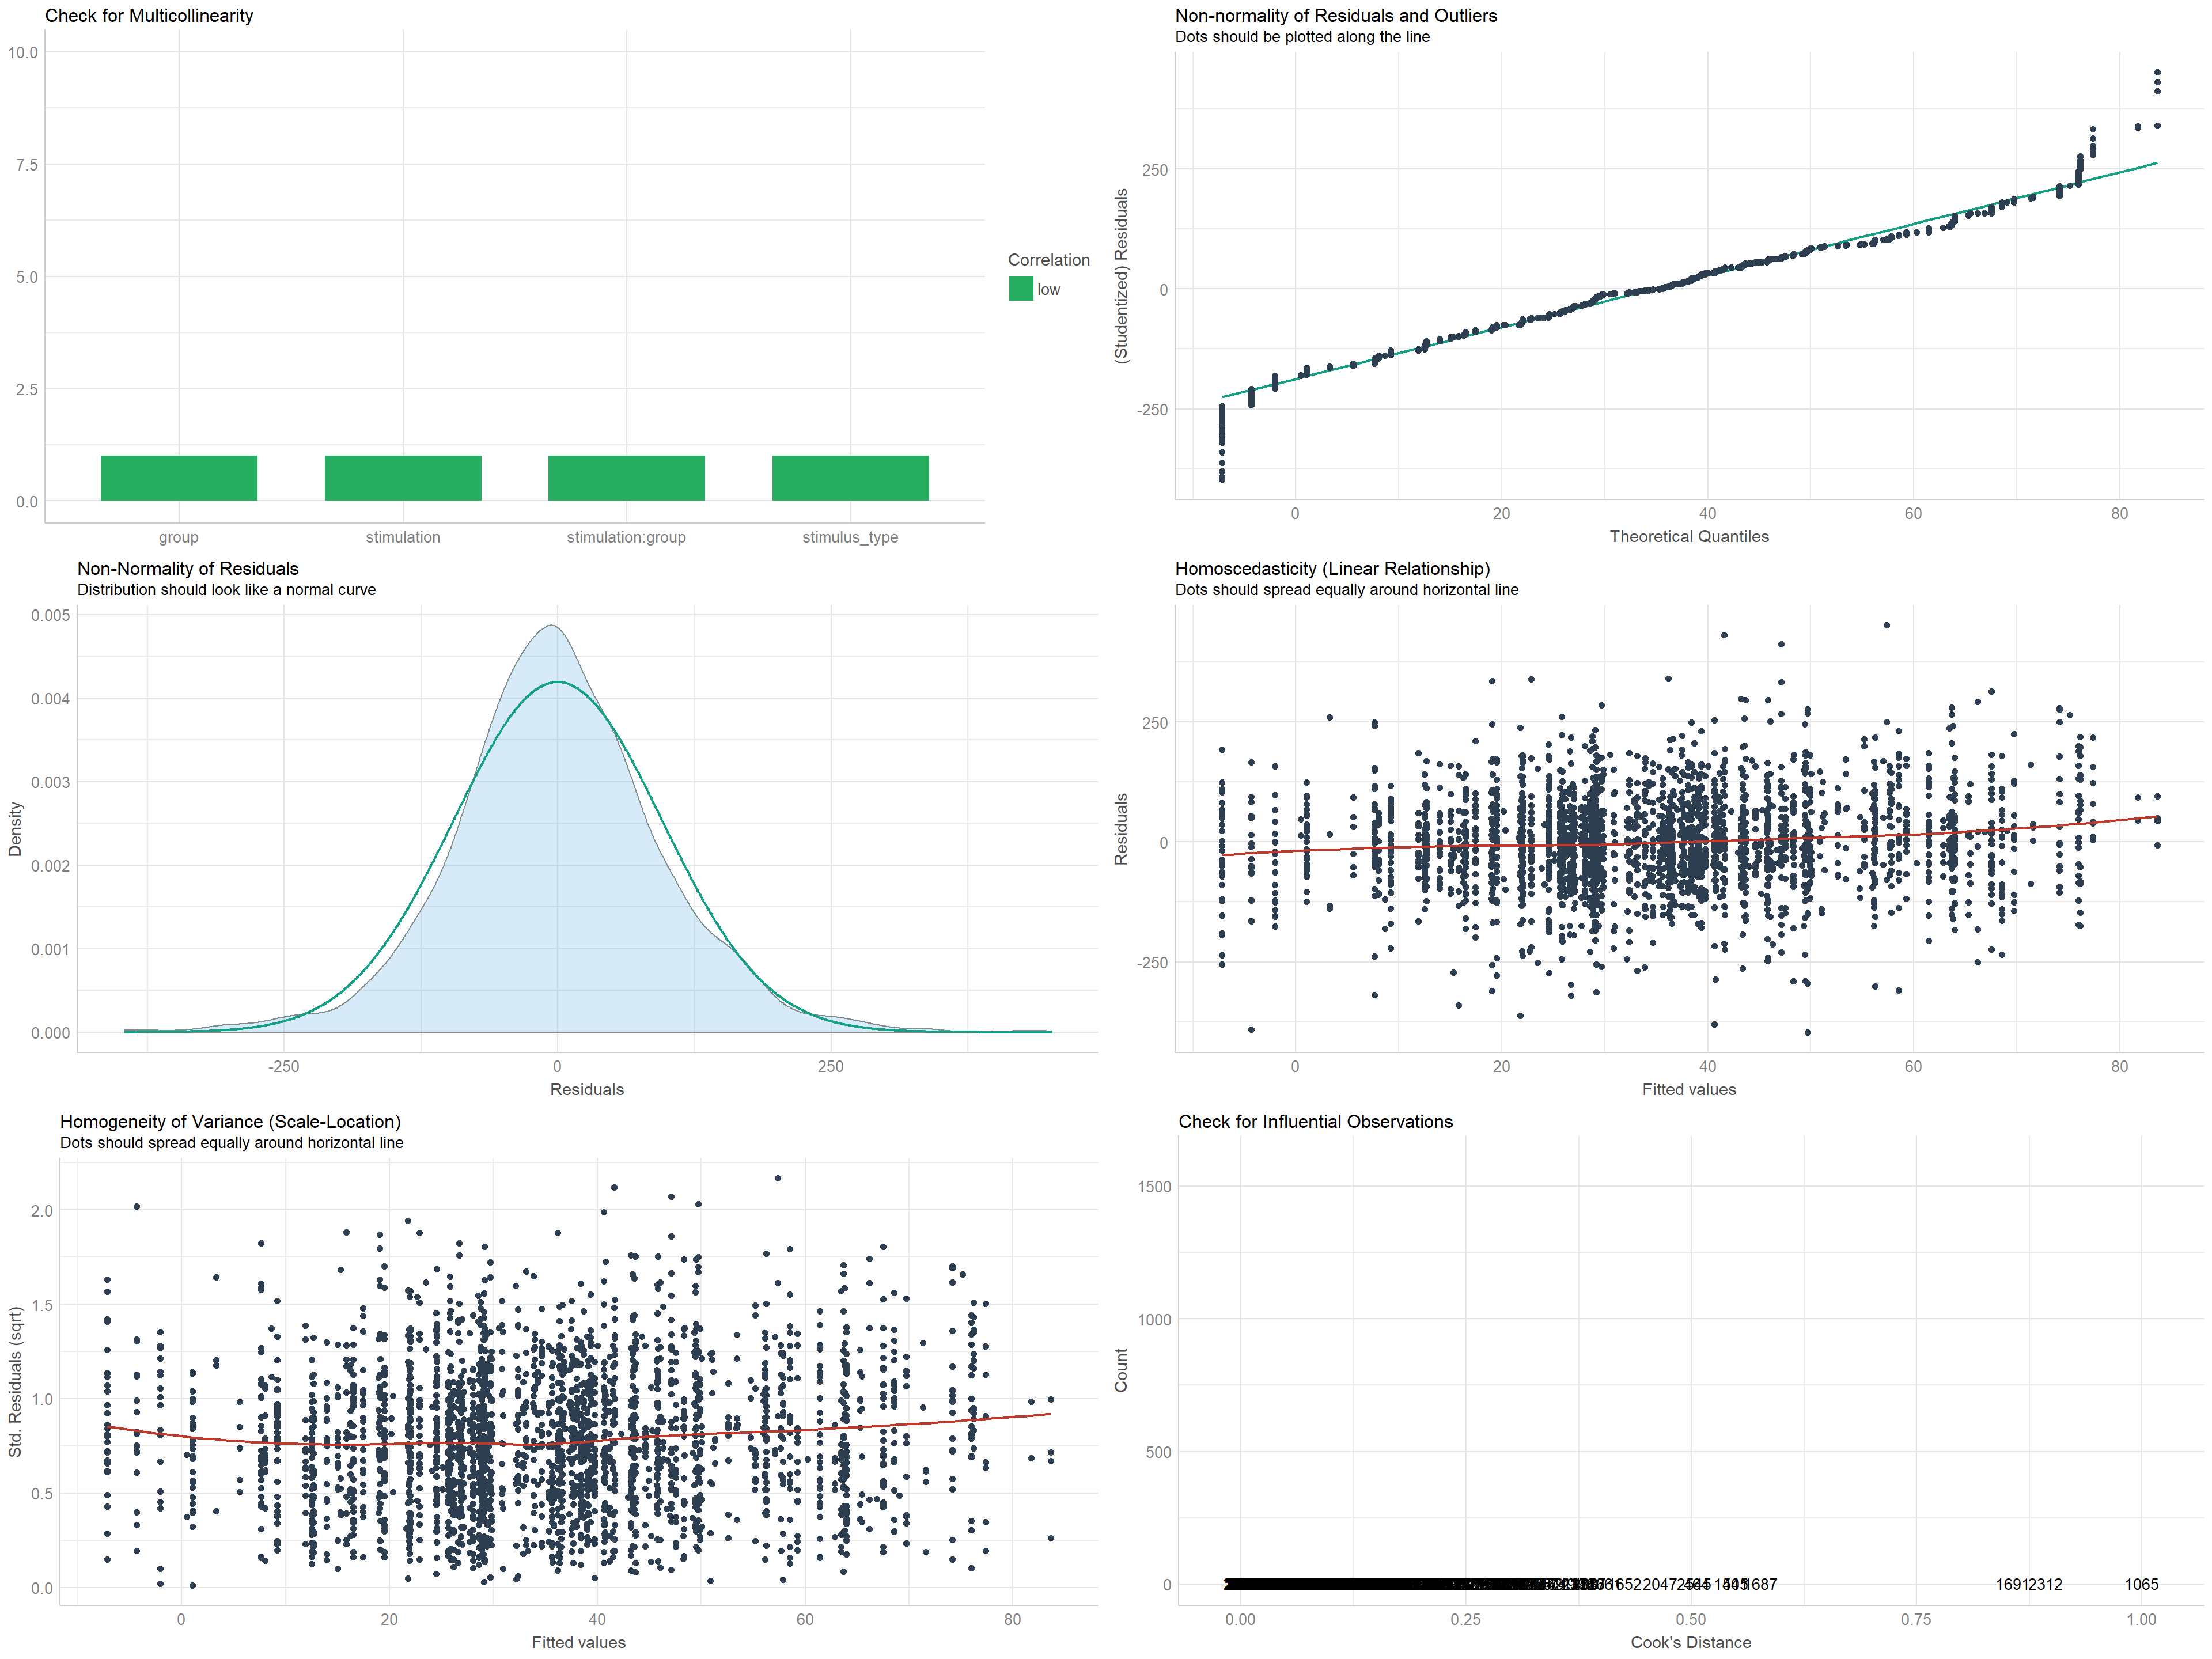 Check for Multicollinearity
10.0
7.5
5.0
2.5
0.0
group
stimulation
stimulation:group
stimulus_type
Correlation
low
Non-normality of Residuals and Outliers
Dots should be plotted along the line
(Studentized) Residuals
250
0
-250
0
20
40
60
80
Theoretical Quantiles
Non-Normality of Residuals
Distribution should look like a normal curve
Density
0.005
0.004
0.003
0.002
0.001
0.000
-250
0
250
Residuals
Homoscedasticity (Linear Relationship)
Dots should spread equally around horizontal line
Residuals
250
0
-250
0
20
40
60
80
Fitted values
Homogeneity of Variance (Scale-Location)
Dots should spread equally around horizontal line
Std. Residuals (sqrt)
2.0
1.5
1.0
0.5
0.0
0
20
40
60
80
Fitted values
Check for Influential Observations
Count
1500
1000
500
0
2047
1687
1691
2312
1065
0.00
0.25
0.50
0.75
1.00
Cook's Distance